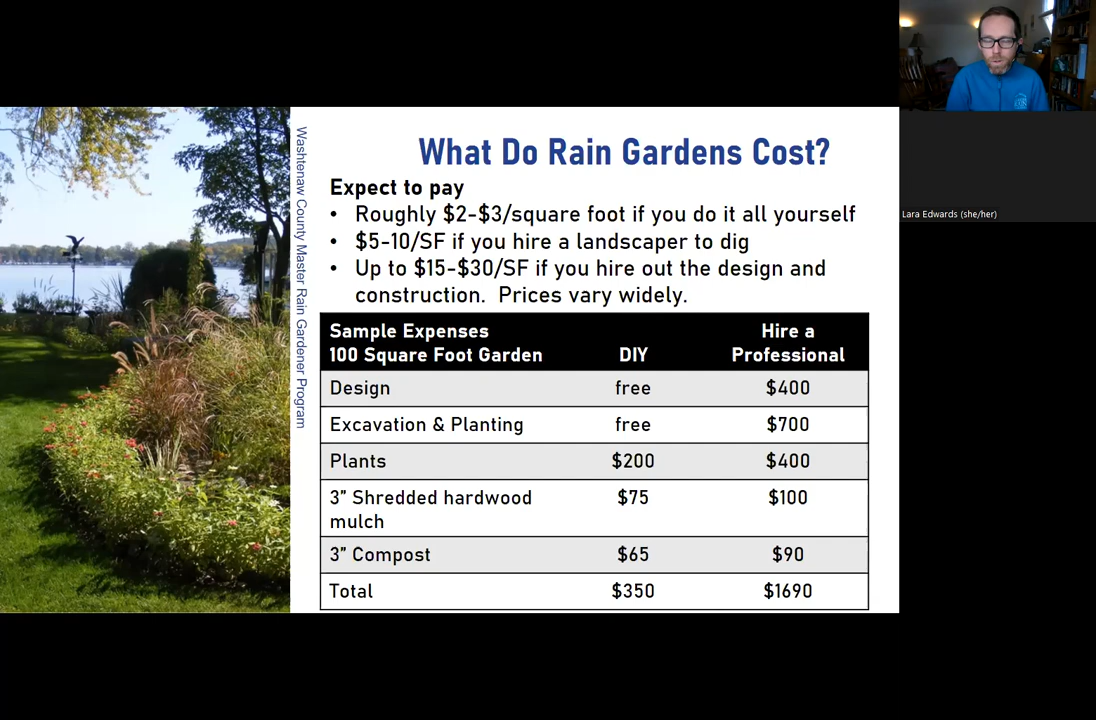 What Do Rain Gardens Cost?
Expect to pay
• Roughly $2-$3/square foot if you do it all yourself
• $5-10/SF if you hire a landscaper to dig
• Up to $15-$30/SF if you hire out the design and
construction. Prices vary widely.
Sample Expenses
100 Square Foot Garden DIY Hire a Professional
Design free $400
Excavation & Planting free $700
Plants $200 $400
3” Shredded hardwood
mulch $75 $100
3” Compost $65 $90
Total $350 $1690
Washtenaw County Master Rain Gardener Program
Lara Edwards (she/her)